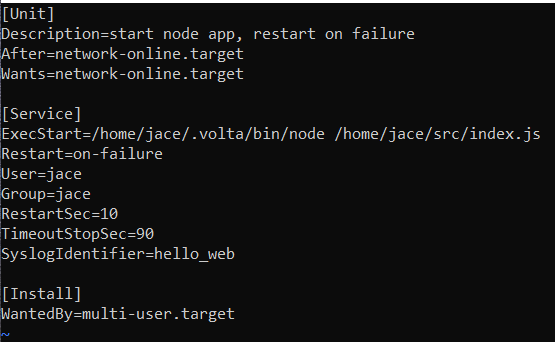 [Unit]
Description=start node app, restart on failure
After=network-online.target
Wants=network-online.target
[Service]
ExecStart=/home/jace/.volta/bin/node /home/jace/src/index.js
Restart=on-failure
User=jace
Group=jace
RestartSec=10
TimeoutStopSec=90
SyslogIdentifier=hello_web
[Install]
WantedBy=multi-user.target
~